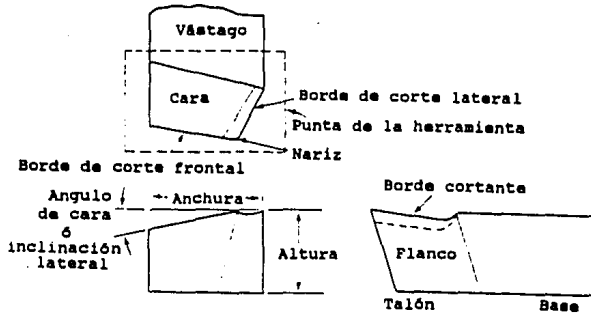 Vástago
Cara
Borde de corte lateral
Punta de la herramienta
Nariz
Borde de corte frontal
Angulo
de cara
ó
inclinación
lateral
Anchura
Altura
Borde cortante
Flanco
Talón
Base